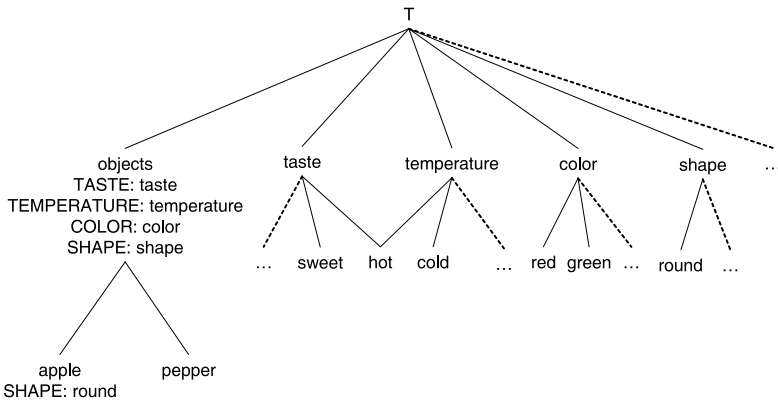 T
objects
TASTE: taste
TEMPERATURE: temperature
COLOR: color
SHAPE: shape
taste
temperature
color
shape
...
...
sweet
hot
cold
...
red
green
...
round
...
apple
SHAPE: round
pepper